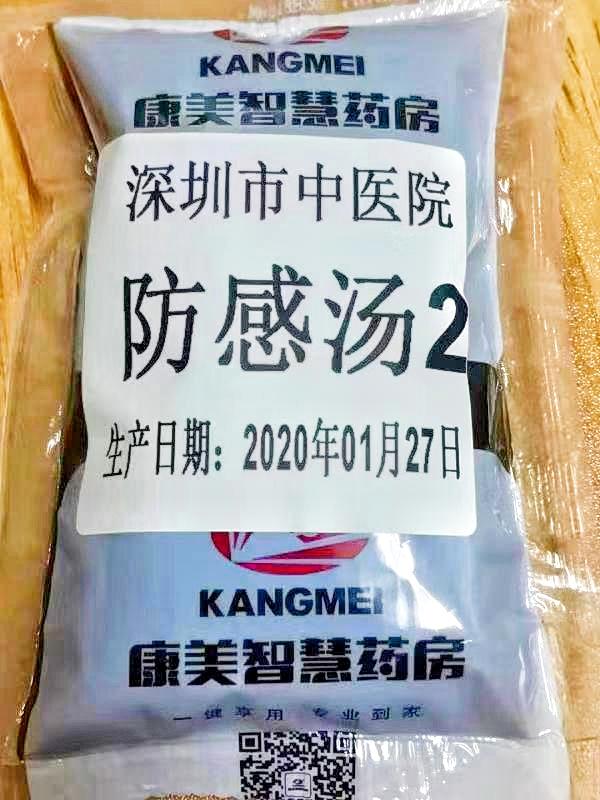 KANGMEI
康美智慧药房
深圳市中医院
防感汤2
生产日期：2020年01月27日
KANGMEI
康美智慧药房
一键享用 专业到家